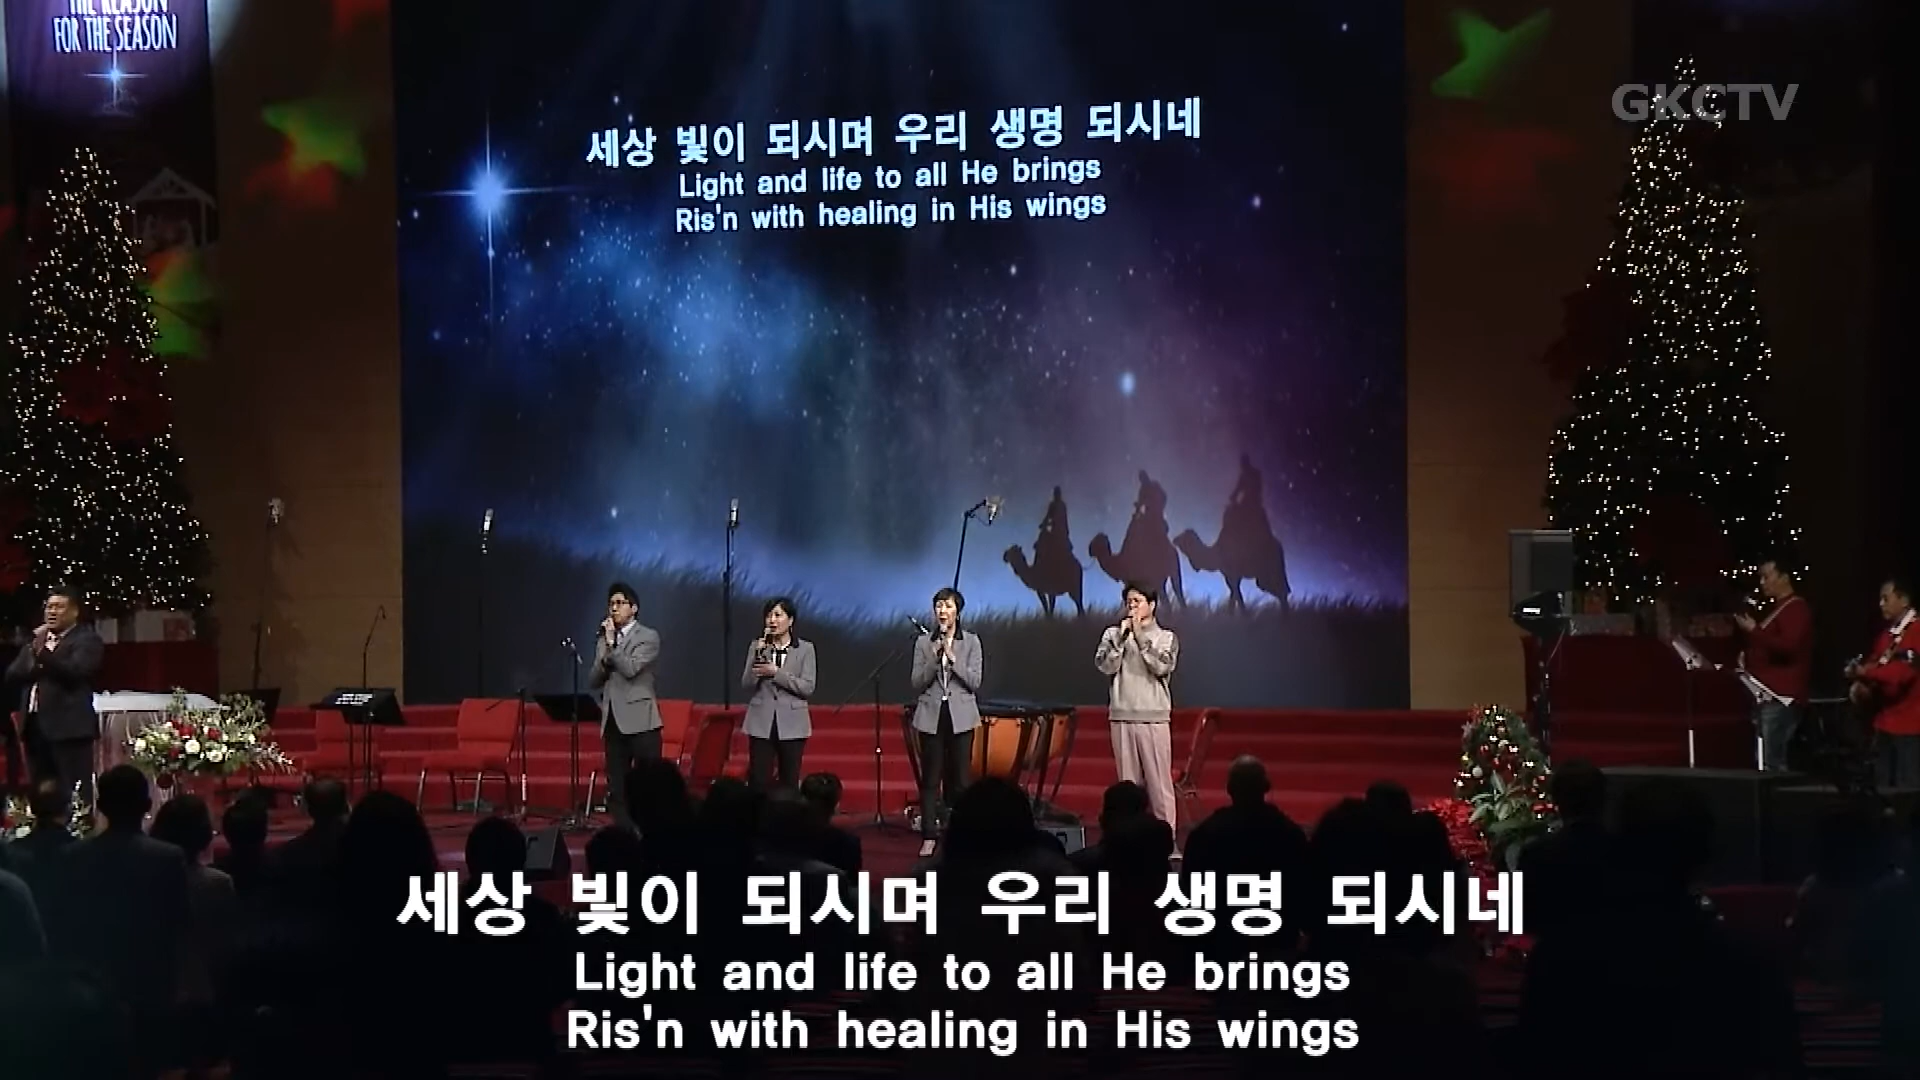 THE REASON
FOR THE SEASON
GKCTV
세상 빛이 되시며 우리 생명 되시네
Light and life to all He brings
Ris'n with healing in His wings
세상 빛이 되시며 우리 생명 되시네
Light and life to all He brings
Ris'n with healing in His wings